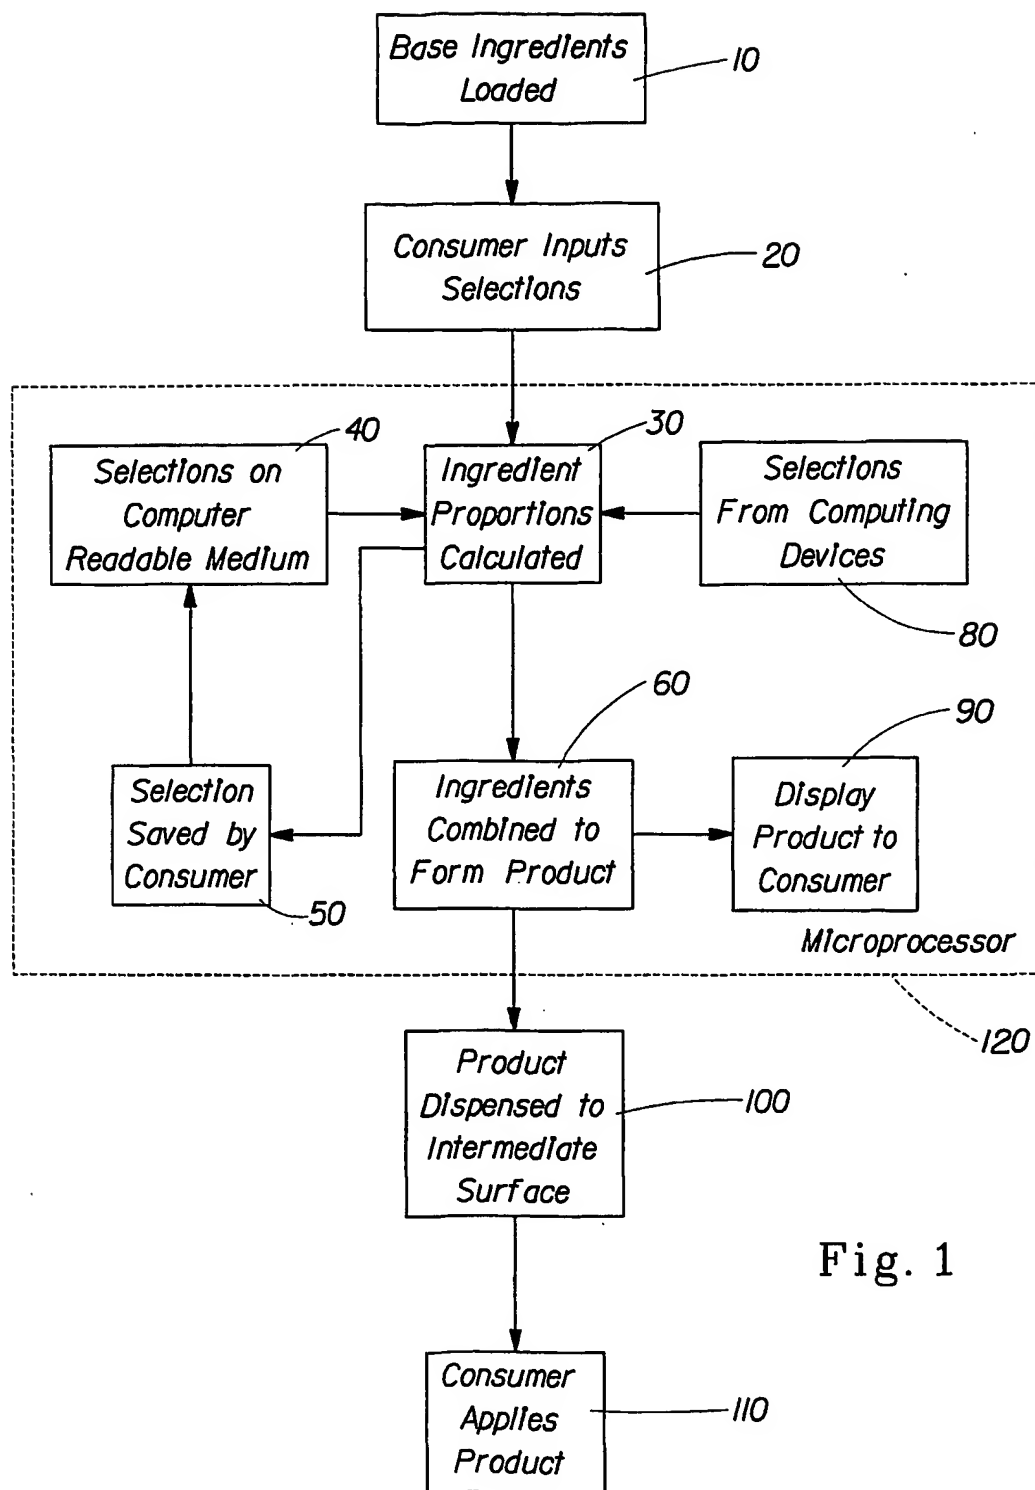 Base Ingredients
Loaded
10
Consumer Inputs
Selections
20
40
Selections on
Computer
Readable Medium
30
Ingredient
Proportions
Calculated
Selections
From Computing
Devices
80
60
90
Selection
Saved by
Consumer
50
Ingredients
Combined to
Form Product
Display
Product to
Consumer
Microprocessor
120
Product
Dispensed to
Intermediate
Surface
100
Fig. 1
Consumer
Applies
Product
110